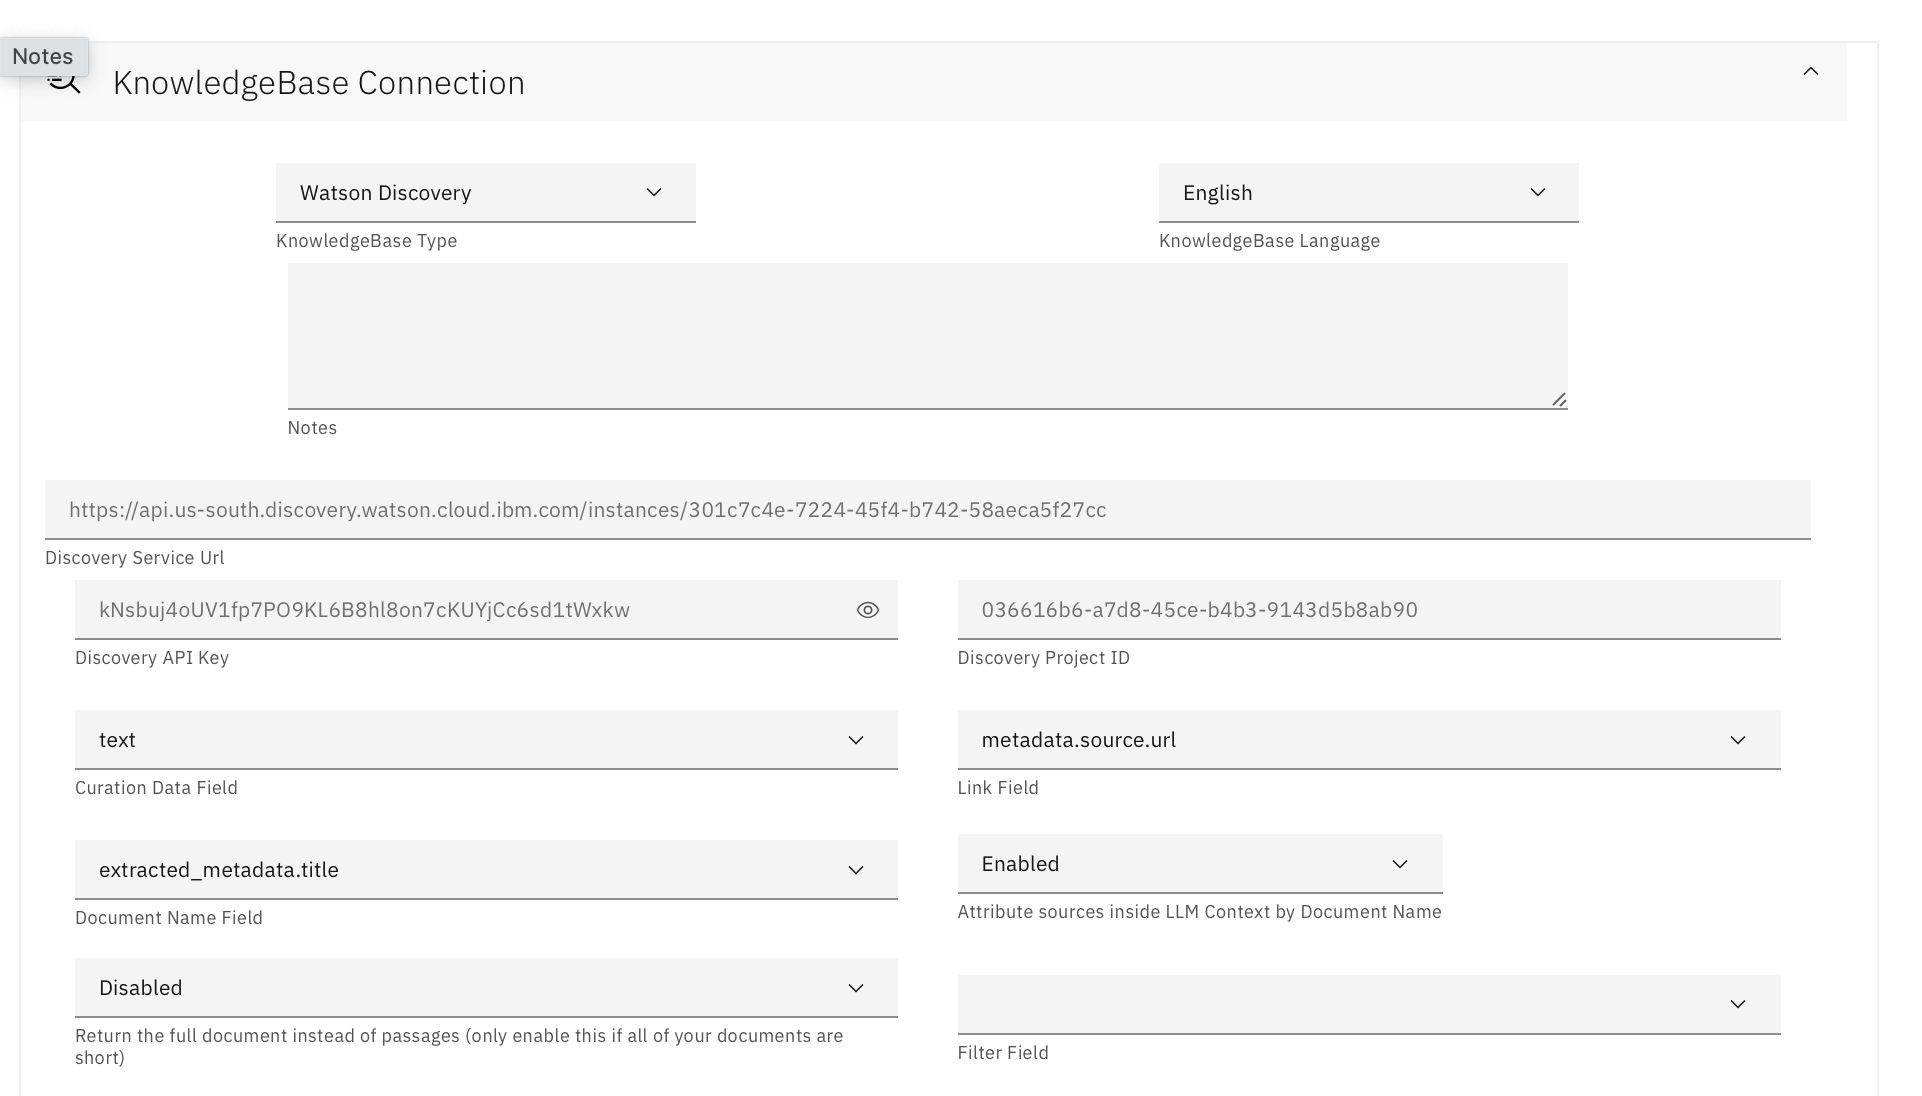 Notes
KnowledgeBase Connection
Watson Discovery
KnowledgeBase Type
English
KnowledgeBase Language
Notes
https://api.us-south.discovery.watson.cloud.ibm.com/instances/301c7c4e-7224-45f4-b742-58aeca5f27cc
Discovery Service Url
kNsbuj4oUV1fp7PO9KL6B8hl8on7cKUYjCc6sd1tWxkw
Discovery API Key
036616b6-a7d8-45ce-b4b3-9143d5b8ab90
Discovery Project ID
text
Curation Data Field
metadata.source.url
Link Field
extracted_metadata.title
Document Name Field
Enabled
Attribute sources inside LLM Context by Document Name
Disabled
Return the full document instead of passages (only enable this if all of your documents are
short)
Filter Field